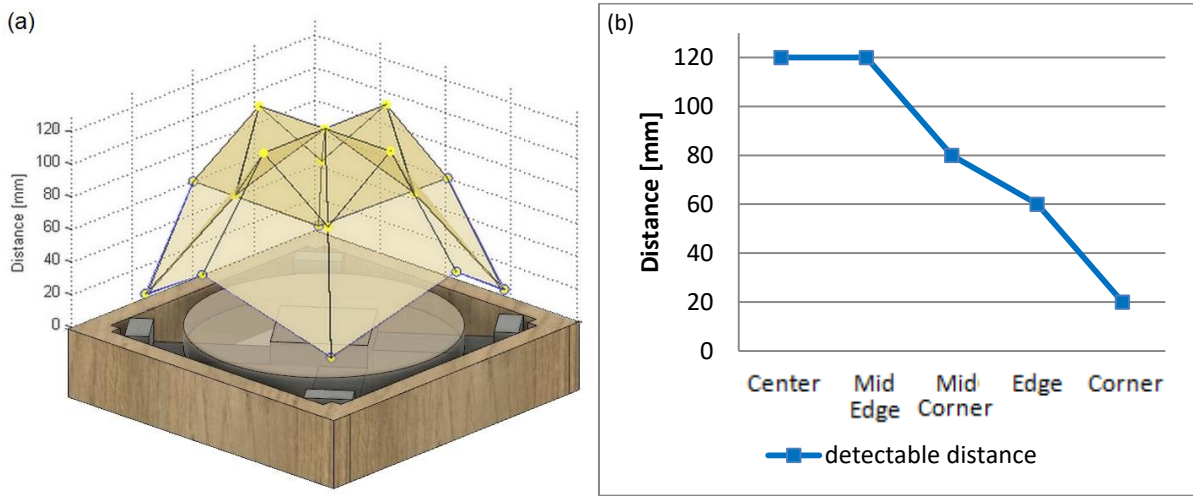 (a)
Distance [mm]
120
100
80
60
40
20
0
(b)
Distance [mm]
120
100
80
60
40
20
0
Center
Mid
Edge
Mid
Corner
Edge
Corner
detectable distance